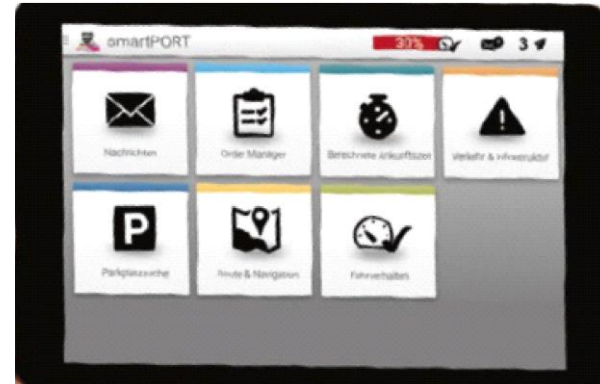 smartPORT 30% 3
Nachrichten Order Manager Berechnete Ankunftszeit Verkehr & Infrastruktur
P
Parkplatzsuche Route & Navigation Fahrverhalten